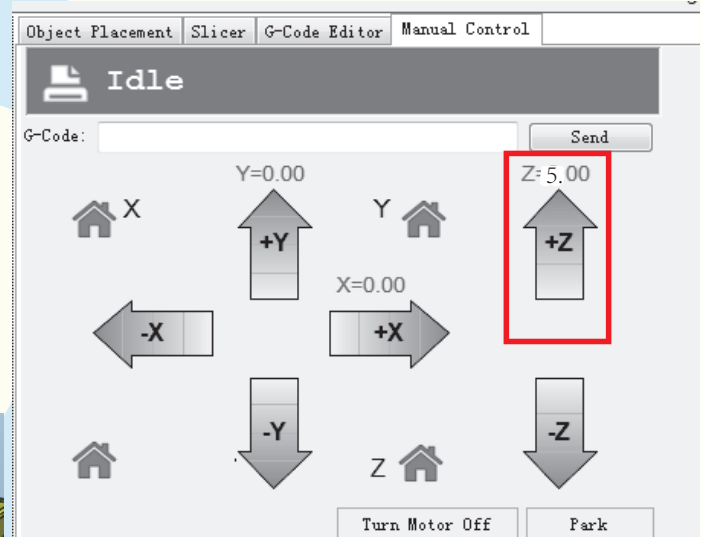 Object Placement Slicer G-Code Editor Manual Control
Idle
G-Code: Send
Y=0.00 Z=5.00
X Y
+Y +Z
X=0.00
-X +X
-Y -Z
Z
Turn Motor Off Park